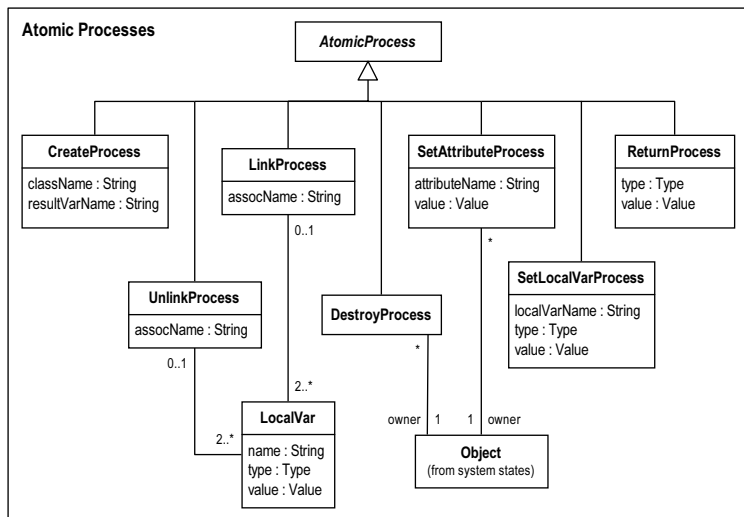 Atomic Processes
AtomicProcess
CreateProcess
className : String
resultVarName : String
LinkProcess
assocName : String
0..1
SetAttributeProcess
attributeName : String
value : Value
*
ReturnProcess
type : Type
value : Value
UnlinkProcess
assocName : String
0..1
DestroyProcess
*
SetLocalVarProcess
localVarName : String
type : Type
value : Value
2..*
2..*
LocalVar
name : String
type : Type
value : Value
owner 1
1 owner
Object
(from system states)